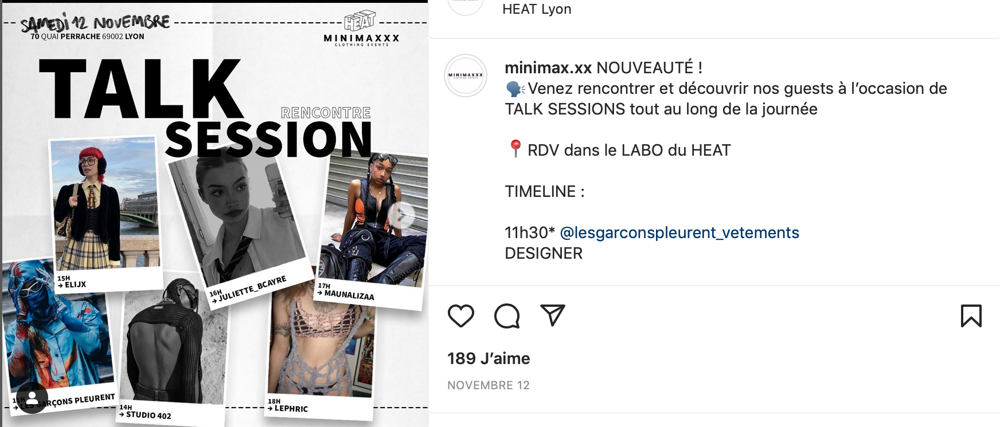 SAMEDI 12 NOVEMBRE
70 QUAI PERRACHE 69002 LYON
HEAT
MINIMAXXX
CLOTHING EVENTS
TALK
RENCONTRE
SESSION
15H
→ ELIJX
16H
→ JULIETTE_BCAYRE
17H
→ MAUNALIZAA
11H
→ LES GARÇONS PLEURENT
14H
→ STUDIO 402
18H
→ LEPHRIC
HEAT Lyon
MINIMAXXX
CLOTHING EVENTS
minimax.xx NOUVEAUTÉ !
Venez rencontrer et découvrir nos guests à l’occasion de
TALK SESSIONS tout au long de la journée
RDV dans le LABO du HEAT
TIMELINE :
11h30* @lesgarconspleurent_vetements
DESIGNER
189 J’aime
NOVEMBRE 12